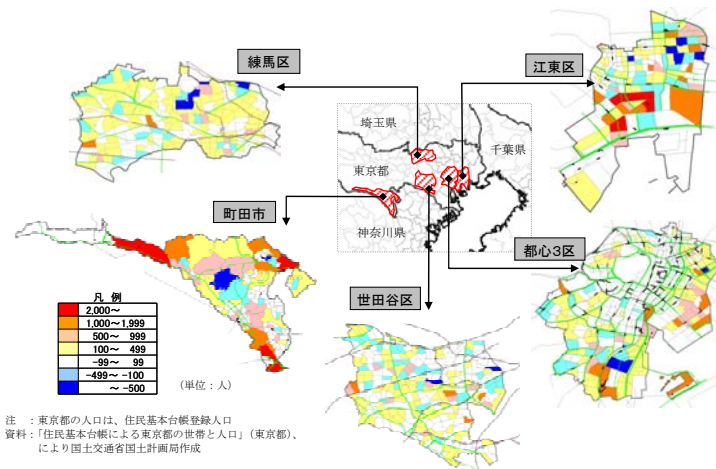 練馬区
江東区
埼玉県
千葉県
東京都
町田市
神奈川県
都心3区
世田谷区
凡 例
2,000～
1,000～1,999
500～ 999
100～ 499
-99～ 99
-499～ -100
～ -500
(単位：人)
注 ：東京都の人口は、住民基本台帳登録人口
資料：「住民基本台帳による東京都の世帯と人口」(東京都)、
により国土交通省国土計画局作成